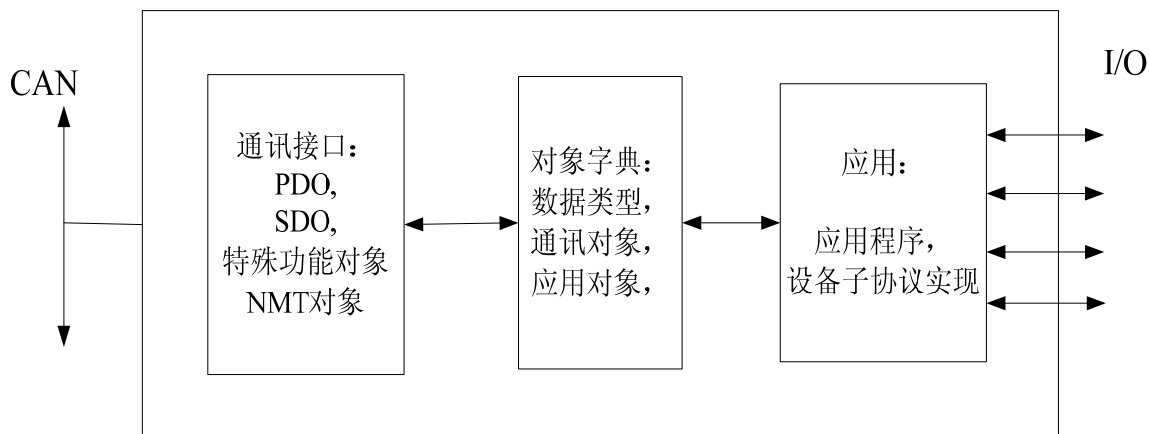 CAN
通讯接口：
PDO,
SDO,
特殊功能对象
NMT对象
对象字典：
数据类型，
通讯对象，
应用对象，
应用：
应用程序，
设备子协议实现
I/O